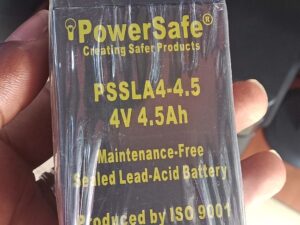 PowerSafe®
Creating Safer Products
PSSLA4-4.5
4V 4.5Ah
Maintenance-Free
Sealed Lead-Acid Battery
Produced by ISO 9001